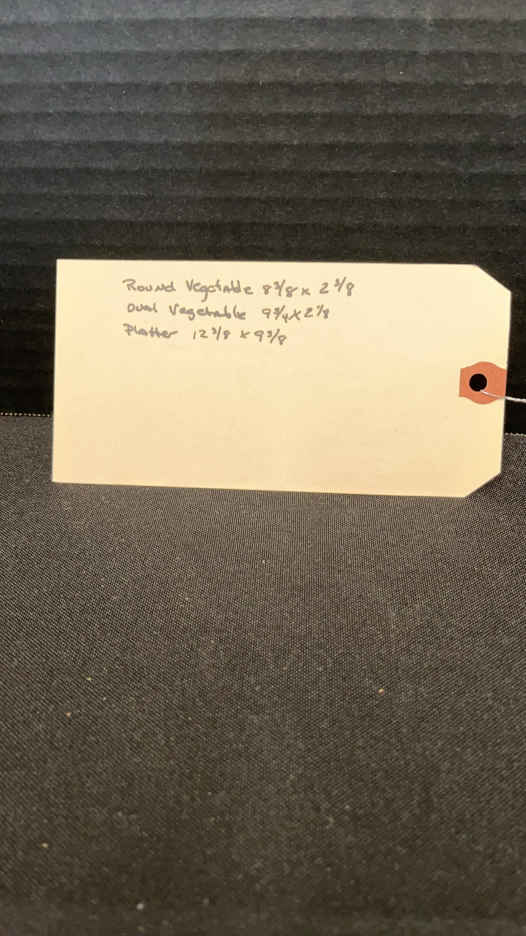 Round Vegetable 8 3/8 x 2 3/8
Oval Vegetable 9 3/4 x 2 7/8
Platter 12 3/8 x 9 3/8